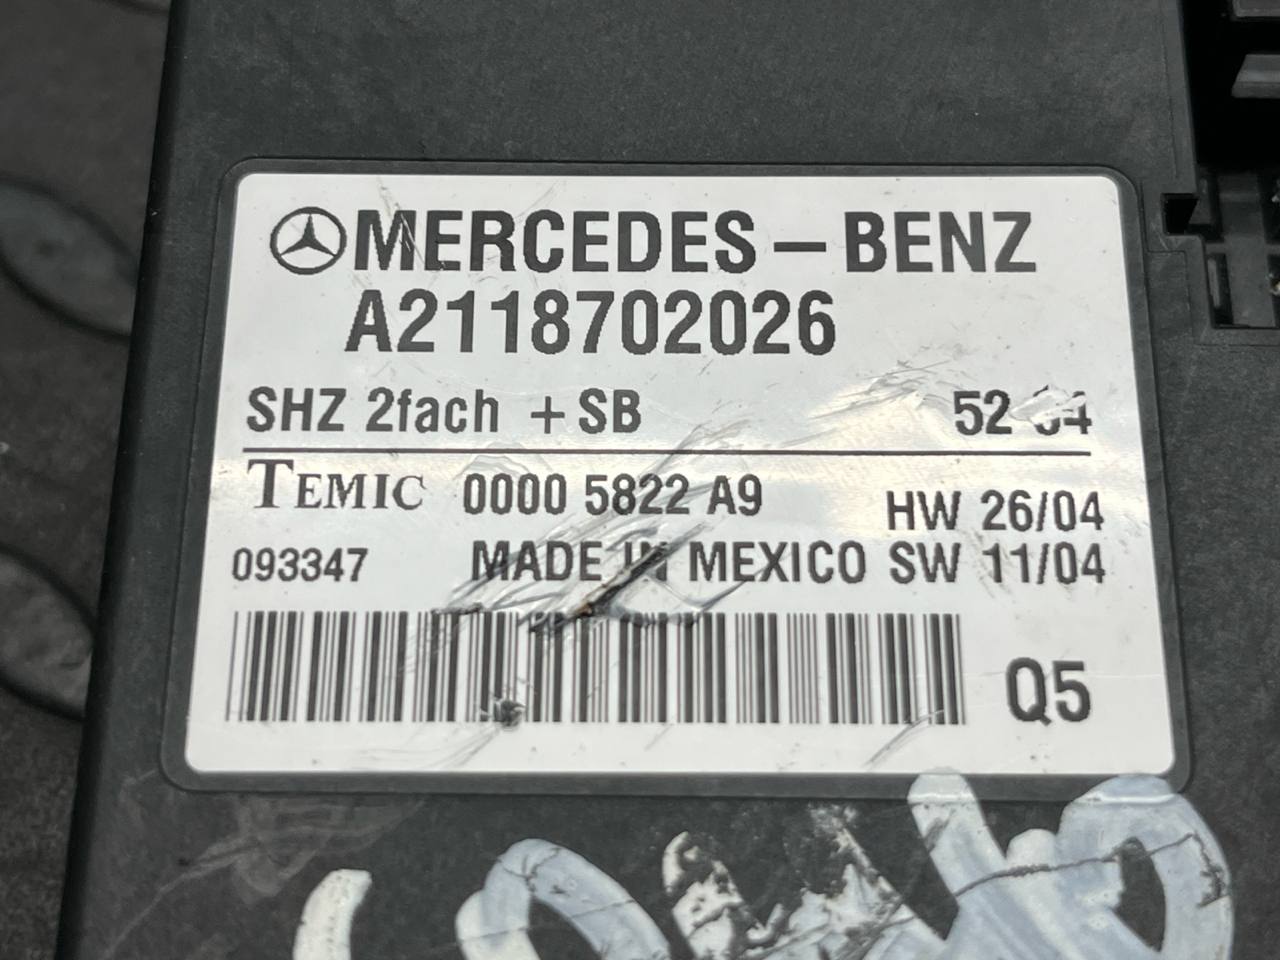 MERCEDES-BENZ
A2118702026
SHZ 2fach +SB 52
TEMIC 0000 5822 A9 HW 26/04
093347 MADE IN MEXICO SW 11/04
Q5